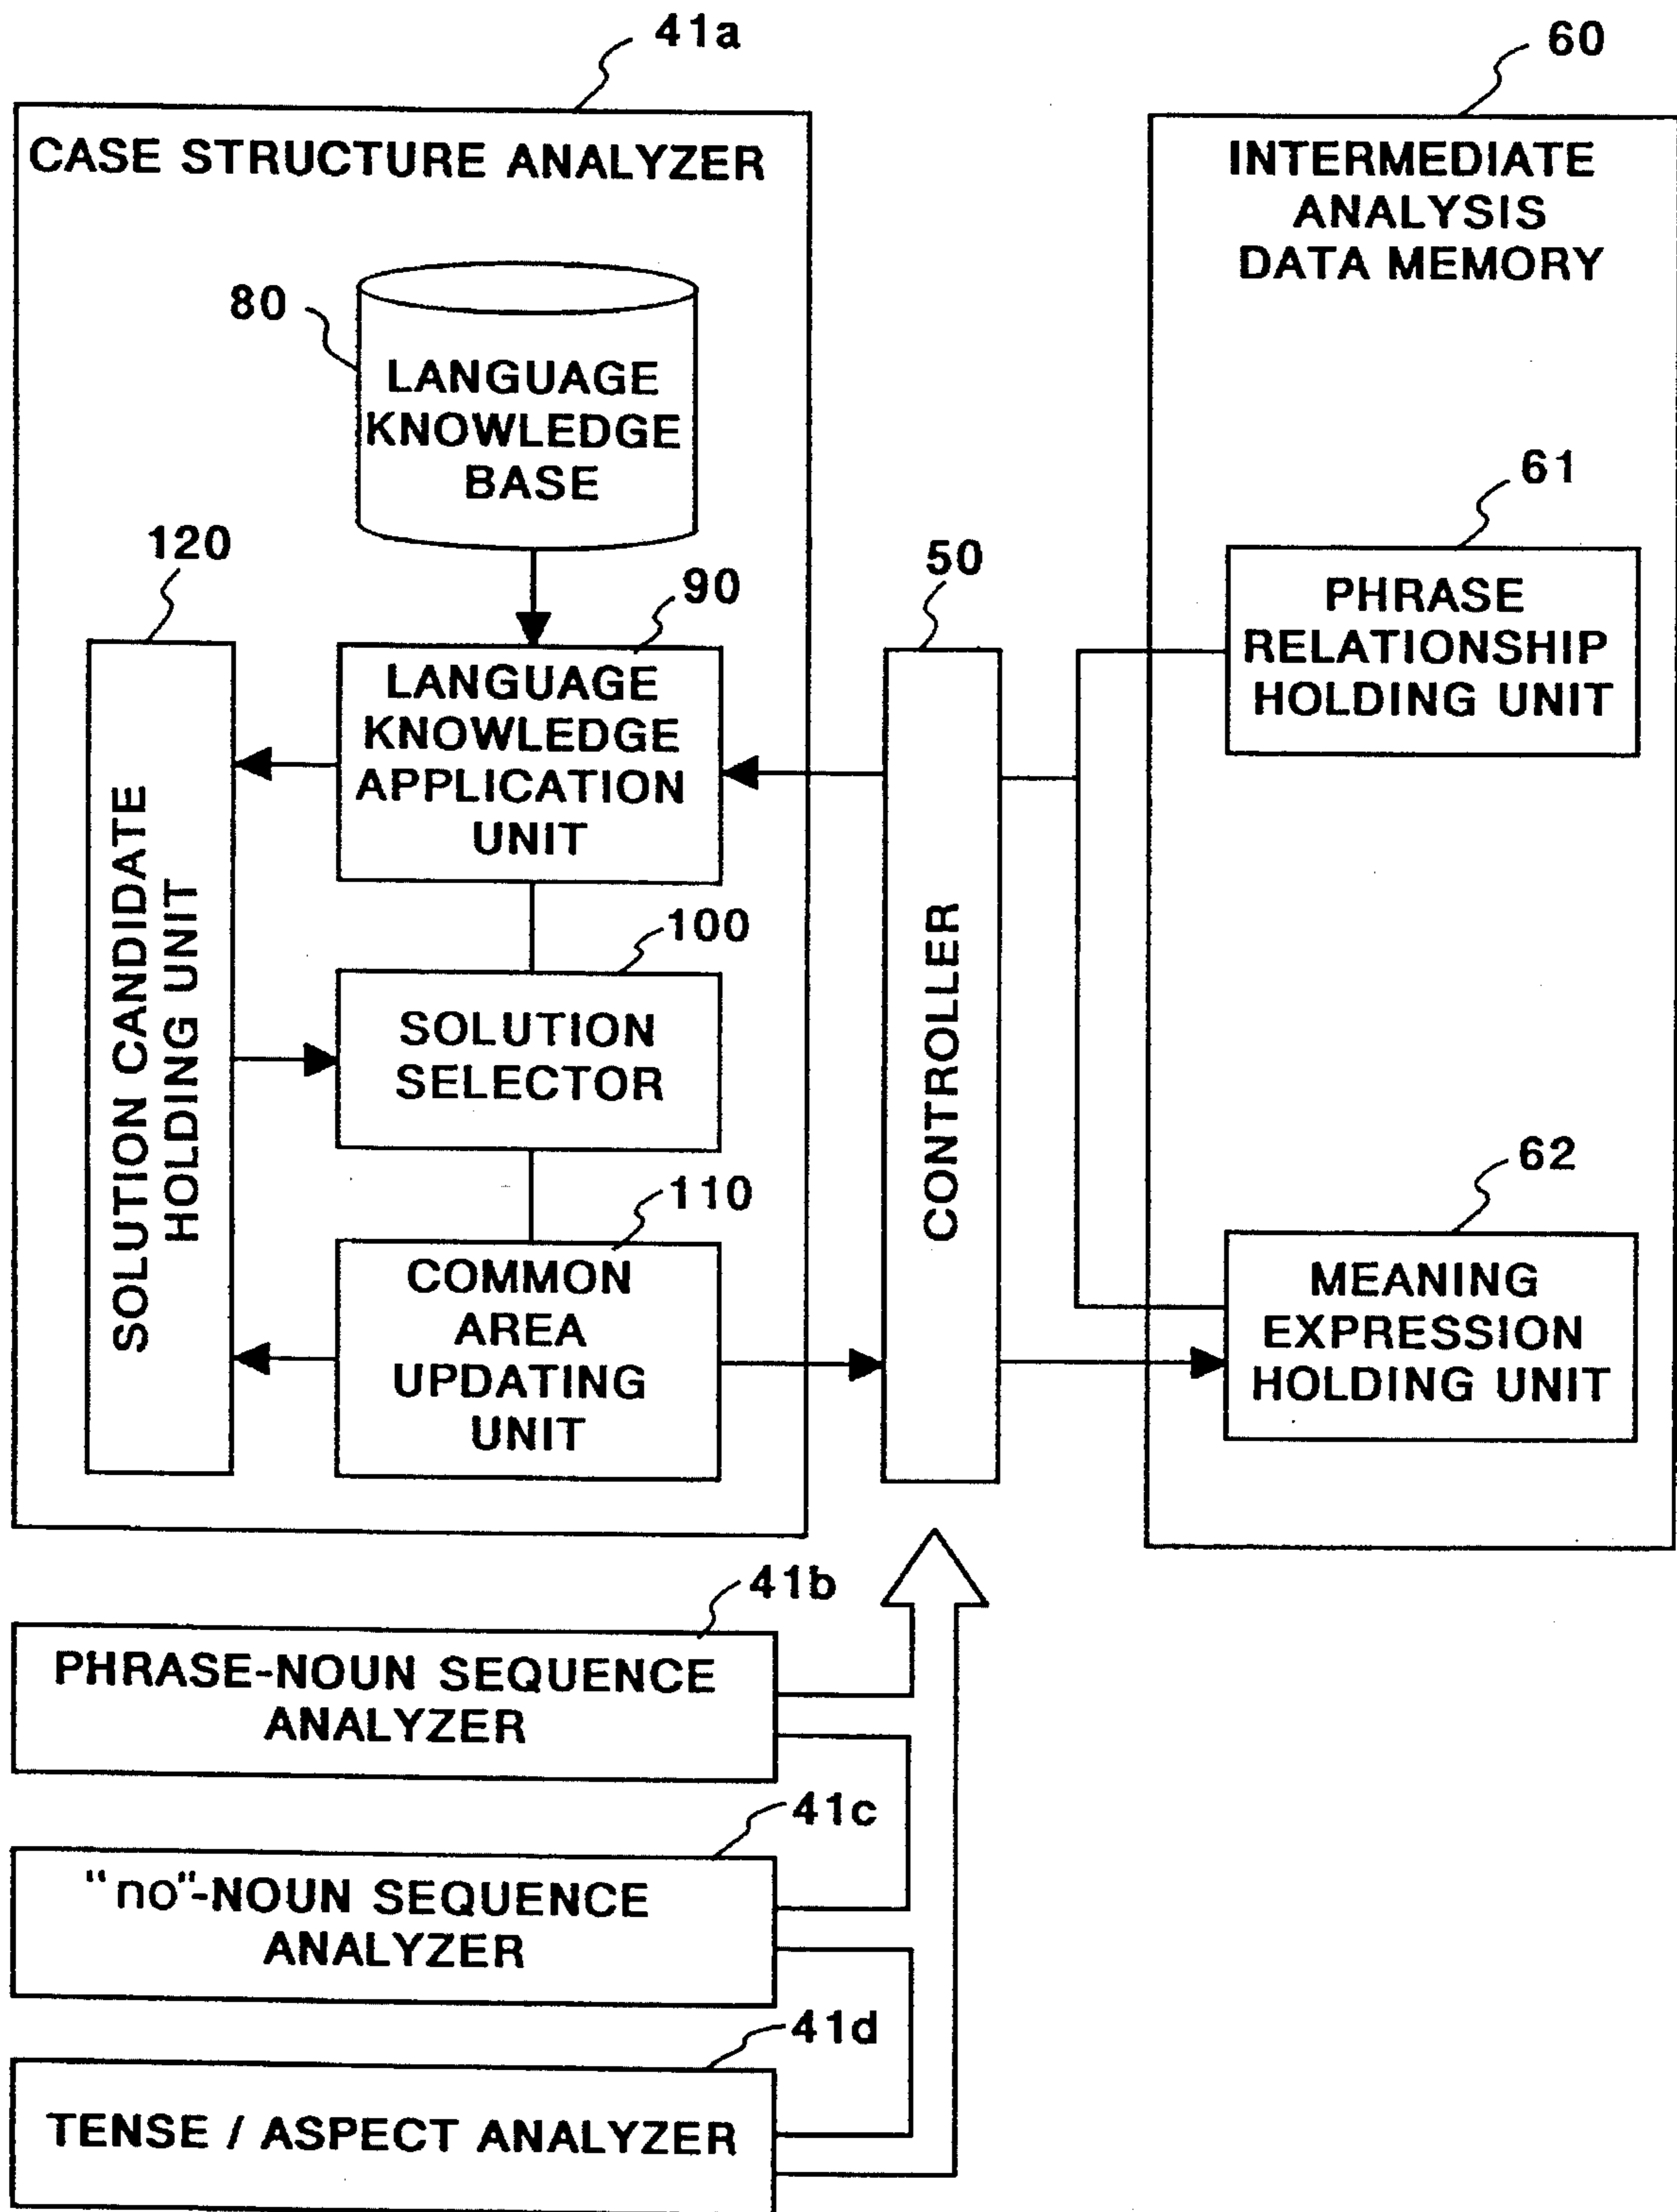 41a
60
CASE STRUCTURE ANALYZER
INTERMEDIATE
ANALYSIS
DATA MEMORY
80
LANGUAGE
KNOWLEDGE
BASE
61
120
90
50
PHRASE
RELATIONSHIP
HOLDING UNIT
LANGUAGE
KNOWLEDGE
APPLICATION
UNIT
SOLUTION CANDIDATE
HOLDING UNIT
100
SOLUTION
SELECTOR
CONTROLLER
110
62
COMMON
AREA
UPDATING
UNIT
MEANING
EXPRESSION
HOLDING UNIT
41b
PHRASE-NOUN SEQUENCE
ANALYZER
41c
"no"-NOUN SEQUENCE
ANALYZER
41d
TENSE / ASPECT ANALYZER